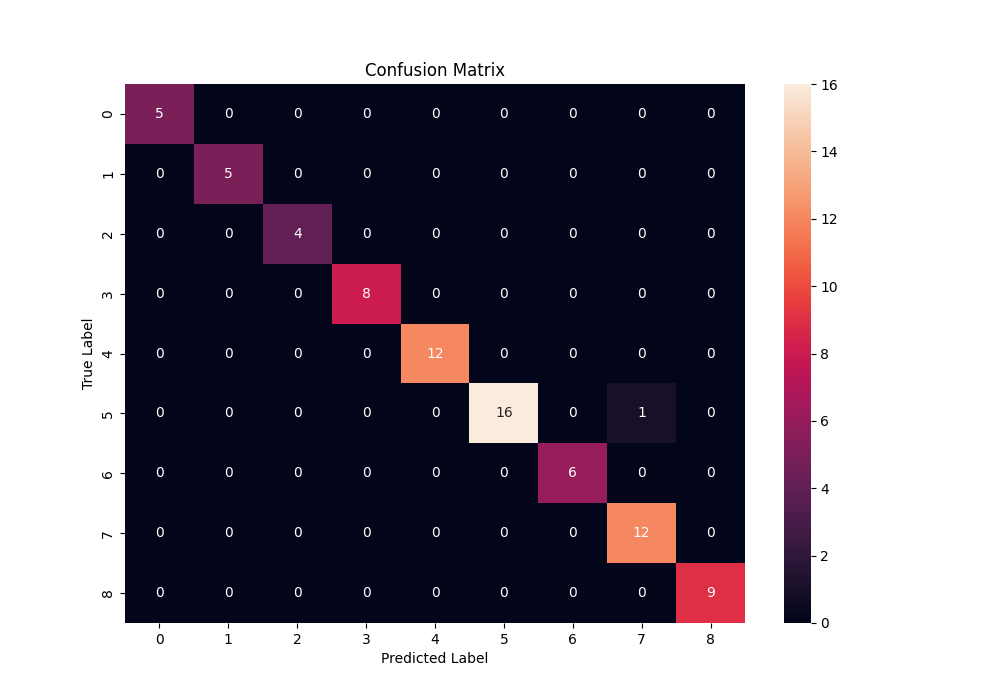 Confusion Matrix
0 5 0 0 0 0 0 0 0 0
1 0 5 0 0 0 0 0 0 0
2 0 0 4 0 0 0 0 0 0
3 0 0 0 8 0 0 0 0 0
4 0 0 0 0 12 0 0 0 0
5 0 0 0 0 0 16 0 1 0
6 0 0 0 0 0 0 6 0 0
7 0 0 0 0 0 0 0 12 0
8 0 0 0 0 0 0 0 0 9
0 1 2 3 4 5 6 7 8
Predicted Label
True Label
16
14
12
10
8
6
4
2
0